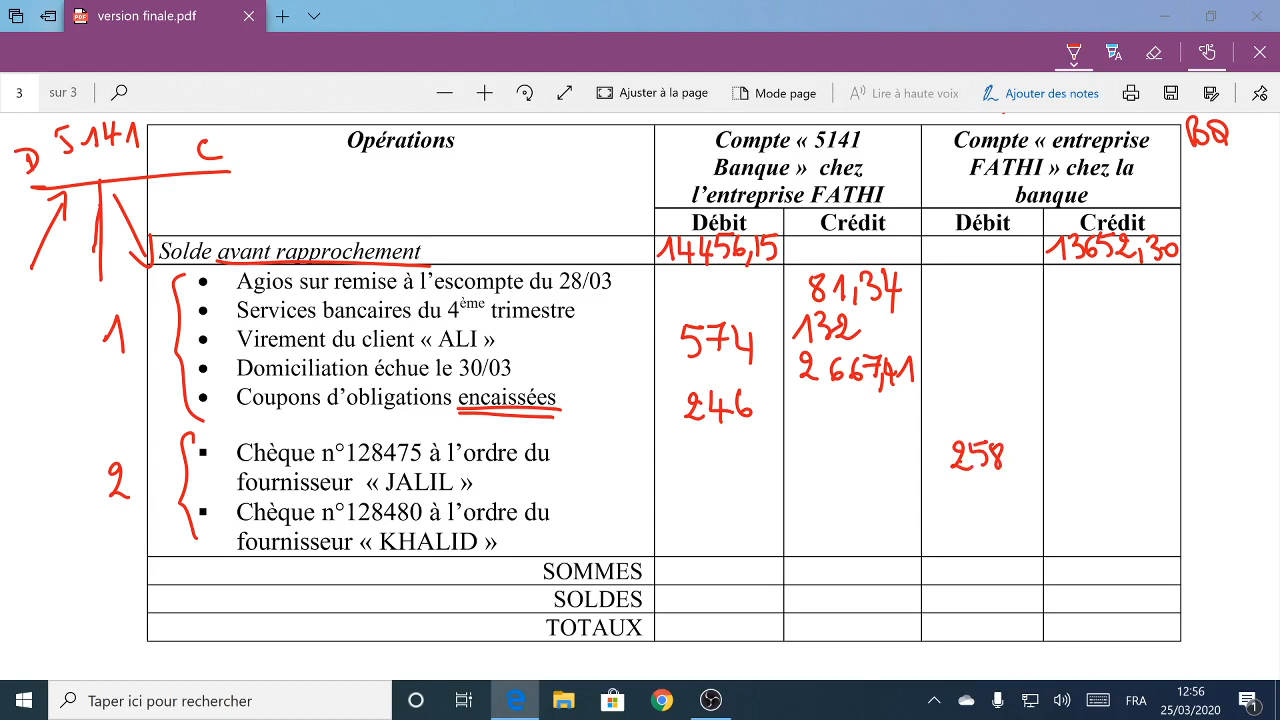 version finale.pdf
3 sur 3
Ajuster à la page
Mode page
Lire à haute voix
Ajouter des notes
D 5141 C
BQ
Opérations
Compte « 5141 Banque » chez l'entreprise FATHI
Compte « entreprise FATHI » chez la banque
Débit Crédit Débit Crédit
Solde avant rapprochement 14456,15 13652,30
1
• Agios sur remise à l'escompte du 28/03 81,34
• Services bancaires du 4ème trimestre 132
• Virement du client « ALI » 574
• Domiciliation échue le 30/03 2 667,41
• Coupons d'obligations encaissées 246
2
▪ Chèque n°128475 à l'ordre du 258
fournisseur « JALIL »
▪ Chèque n°128480 à l'ordre du
fournisseur « KHALID »
SOMMES
SOLDES
TOTAUX
Taper ici pour rechercher
FRA
12:56
25/03/2020
1